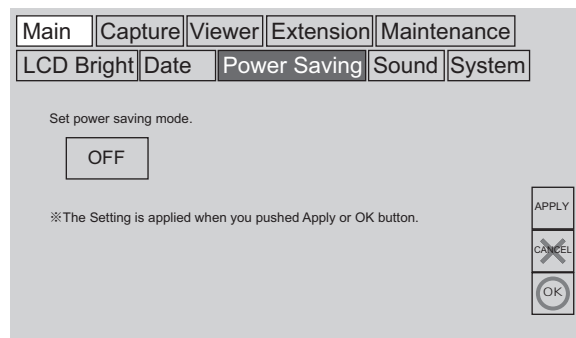 Main Capture Viewer Extension Maintenance
LCD Bright Date Power Saving Sound System
Set power saving mode.
OFF
※The Setting is applied when you pushed Apply or OK button.
APPLY
CANCEL
OK